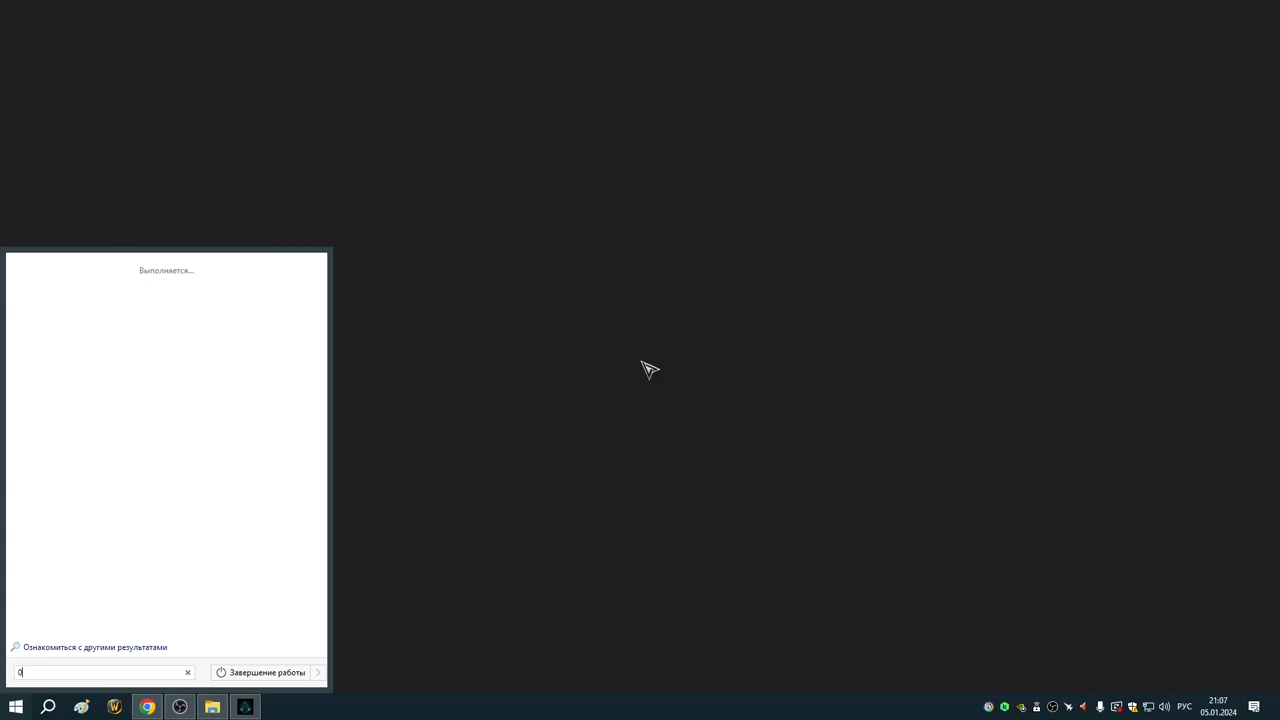 Выполняется...
Ознакомиться с другими результатами
0
Завершение работы
РУС
21:07
05.01.2024